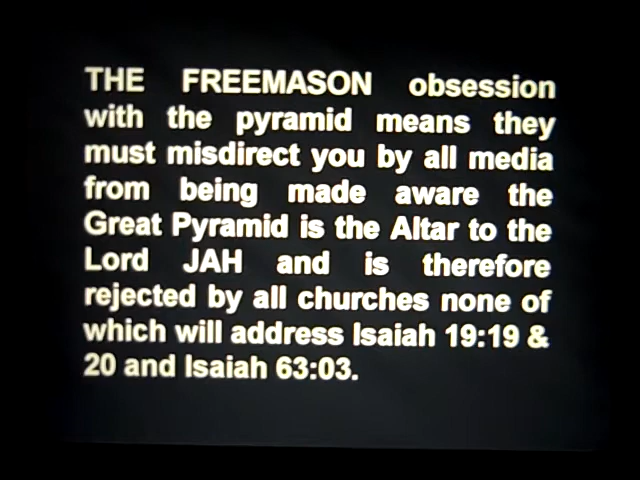 THE FREEMASON obsession
with the pyramid means they
must misdirect you by all media
from being made aware the
Great Pyramid is the Altar to the
Lord JAH and is therefore
rejected by all churches none of
which will address Isaiah 19:19 &
20 and Isaiah 63:03.